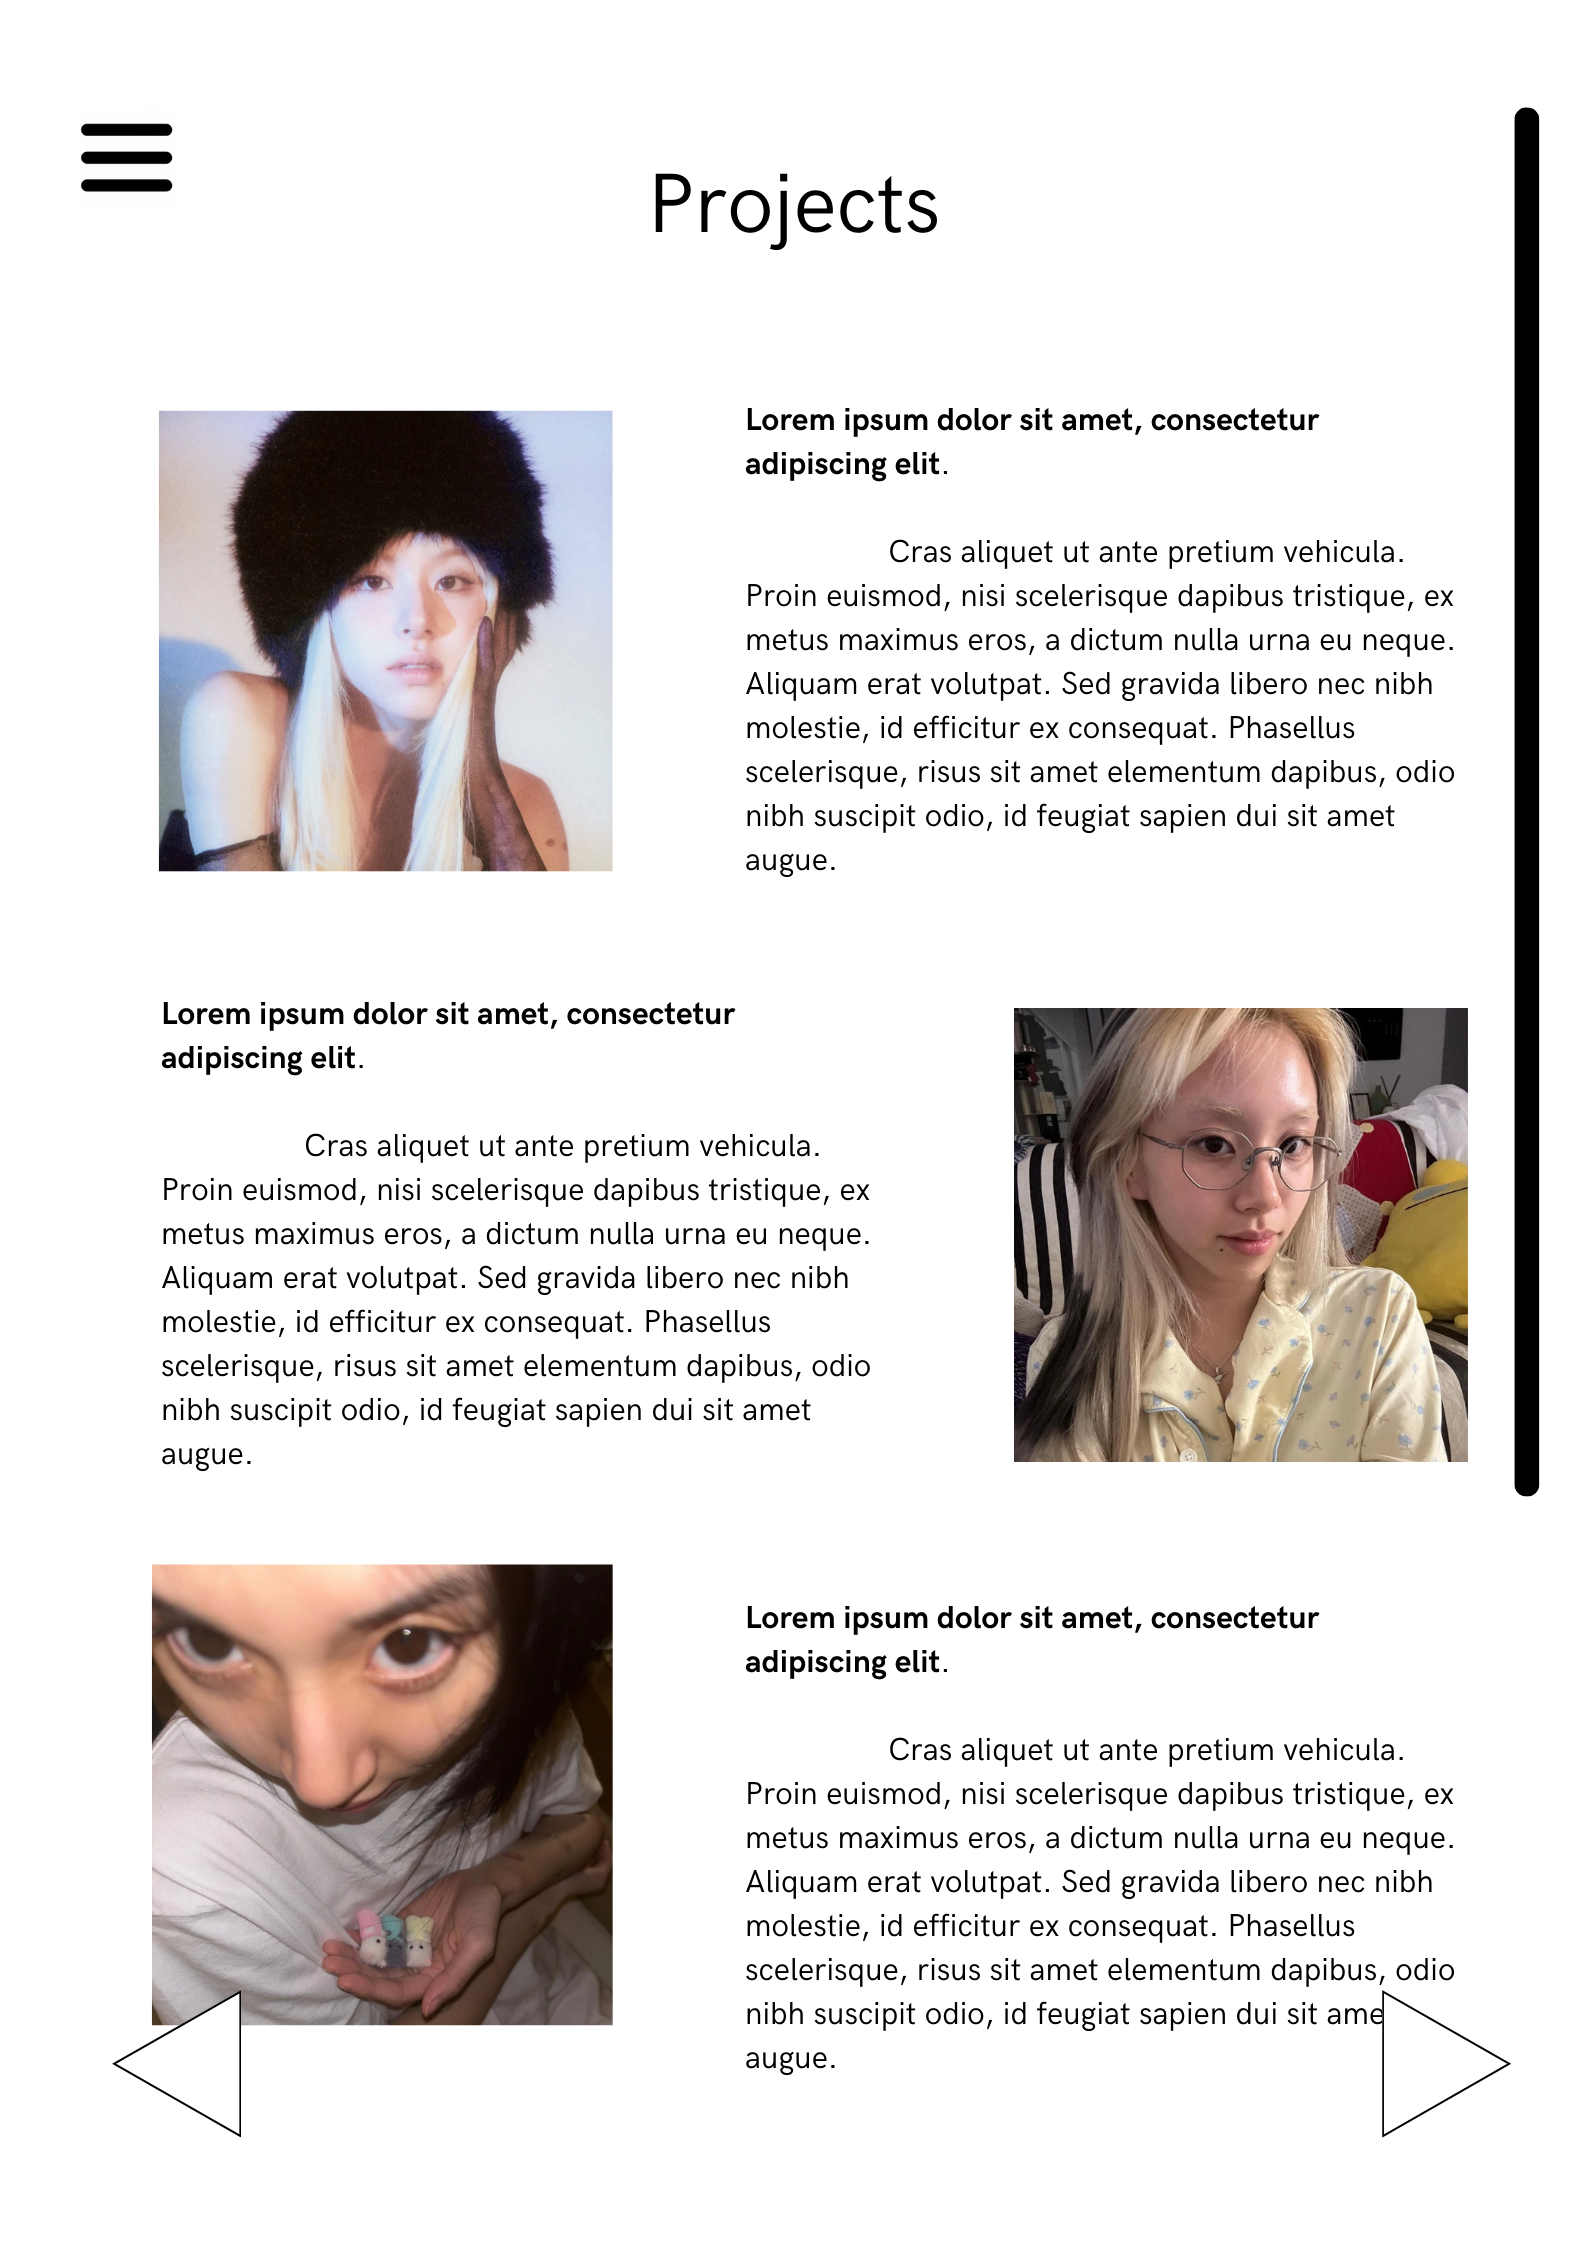 Projects
Lorem ipsum dolor sit amet, consectetur
adipiscing elit.
Cras aliquet ut ante pretium vehicula.
Proin euismod, nisi scelerisque dapibus tristique, ex
metus maximus eros, a dictum nulla urna eu neque.
Aliquam erat volutpat. Sed gravida libero nec nibh
molestie, id efficitur ex consequat. Phasellus
scelerisque, risus sit amet elementum dapibus, odio
nibh suscipit odio, id feugiat sapien dui sit amet
augue.
Lorem ipsum dolor sit amet, consectetur
adipiscing elit.
Cras aliquet ut ante pretium vehicula.
Proin euismod, nisi scelerisque dapibus tristique, ex
metus maximus eros, a dictum nulla urna eu neque.
Aliquam erat volutpat. Sed gravida libero nec nibh
molestie, id efficitur ex consequat. Phasellus
scelerisque, risus sit amet elementum dapibus, odio
nibh suscipit odio, id feugiat sapien dui sit amet
augue.
Lorem ipsum dolor sit amet, consectetur
adipiscing elit.
Cras aliquet ut ante pretium vehicula.
Proin euismod, nisi scelerisque dapibus tristique, ex
metus maximus eros, a dictum nulla urna eu neque.
Aliquam erat volutpat. Sed gravida libero nec nibh
molestie, id efficitur ex consequat. Phasellus
scelerisque, risus sit amet elementum dapibus, odio
nibh suscipit odio, id feugiat sapien dui sit ame
augue.